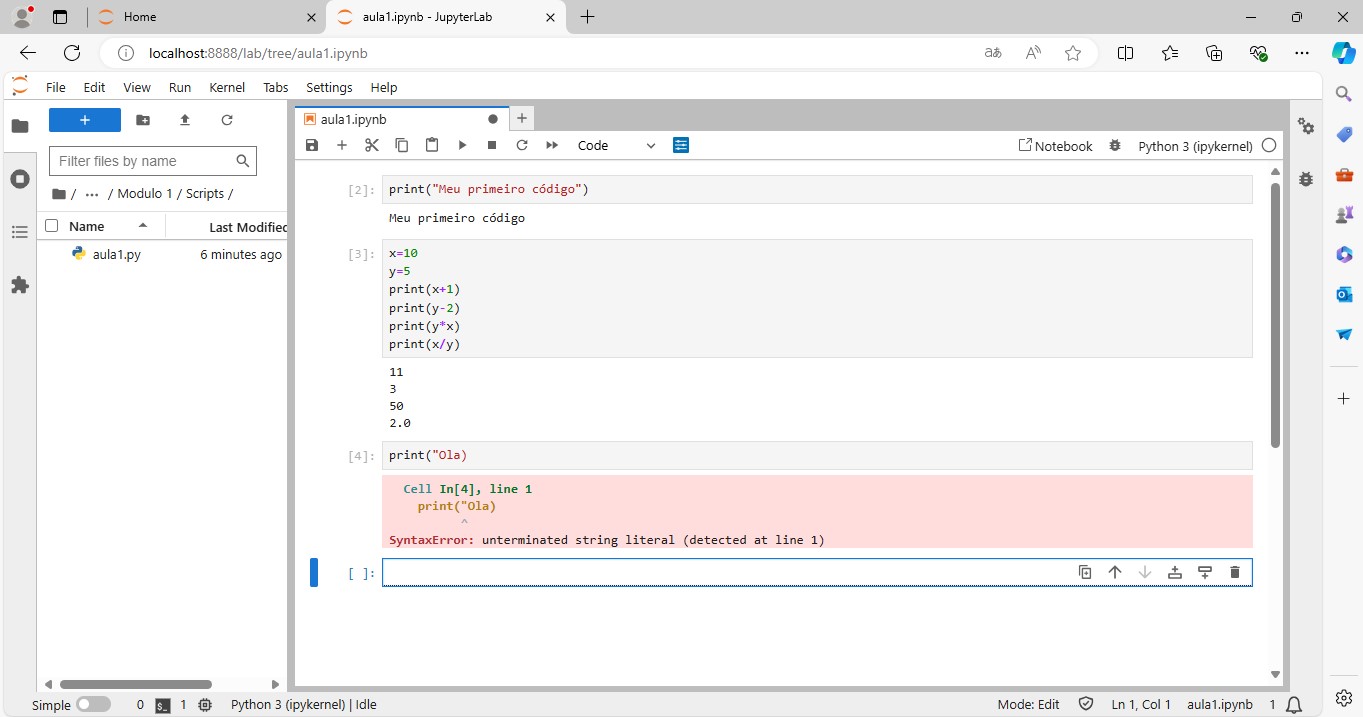 Home
aula1.ipynb - JupyterLab
localhost:8888/lab/tree/aula1.ipynb
aあ
File Edit View Run Kernel Tabs Settings Help
aula1.ipynb
Filter files by name
Code
Notebook
Python 3 (ipykernel)
/ ··· / Modulo 1 / Scripts /
Name Last Modified
aula1.py 6 minutes ago
[2]: print("Meu primeiro código")
Meu primeiro código
[3]: x=10
y=5
print(x+1)
print(y-2)
print(y*x)
print(x/y)
11
3
50
2.0
[4]: print("Ola)
Cell In[4], line 1
print("Ola)
^
SyntaxError: unterminated string literal (detected at line 1)
[ ]:
Simple 0 $_ 1 Python 3 (ipykernel) | Idle Mode: Edit Ln 1, Col 1 aula1.ipynb 1